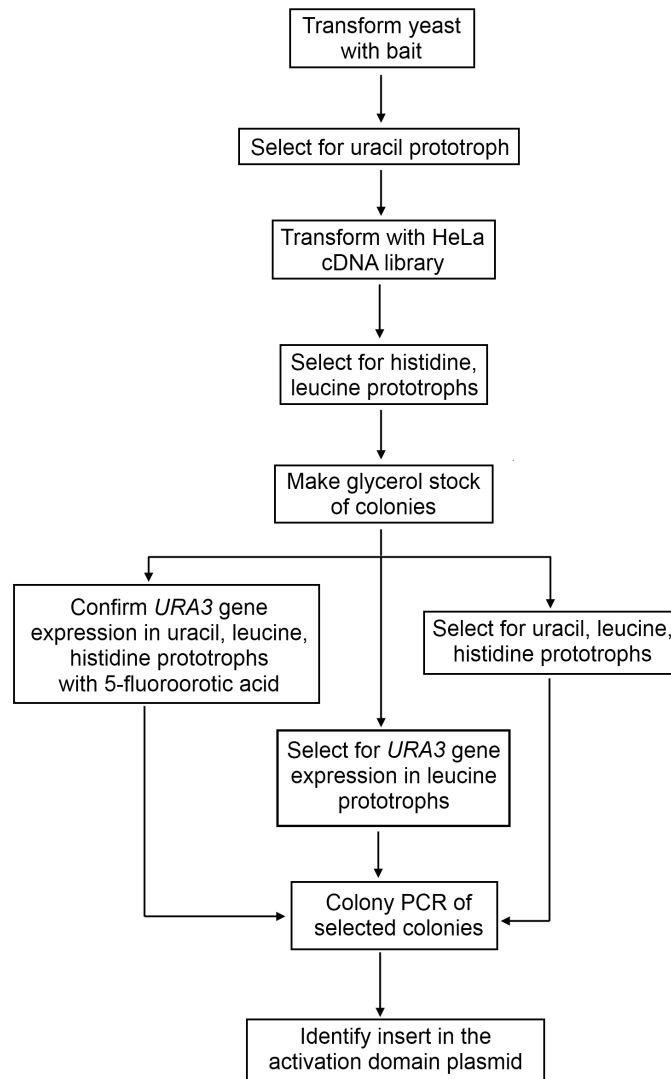 Transform yeast
with bait
Select for uracil prototroph
Transform with HeLa
cDNA library
Select for histidine,
leucine prototrophs
Make glycerol stock
of colonies
Confirm URA3 gene
expression in uracil, leucine,
histidine prototrophs
with 5-fluoroorotic acid
Select for URA3 gene
expression in leucine
prototrophs
Select for uracil, leucine,
histidine prototrophs
Colony PCR of
selected colonies
Identify insert in the
activation domain plasmid